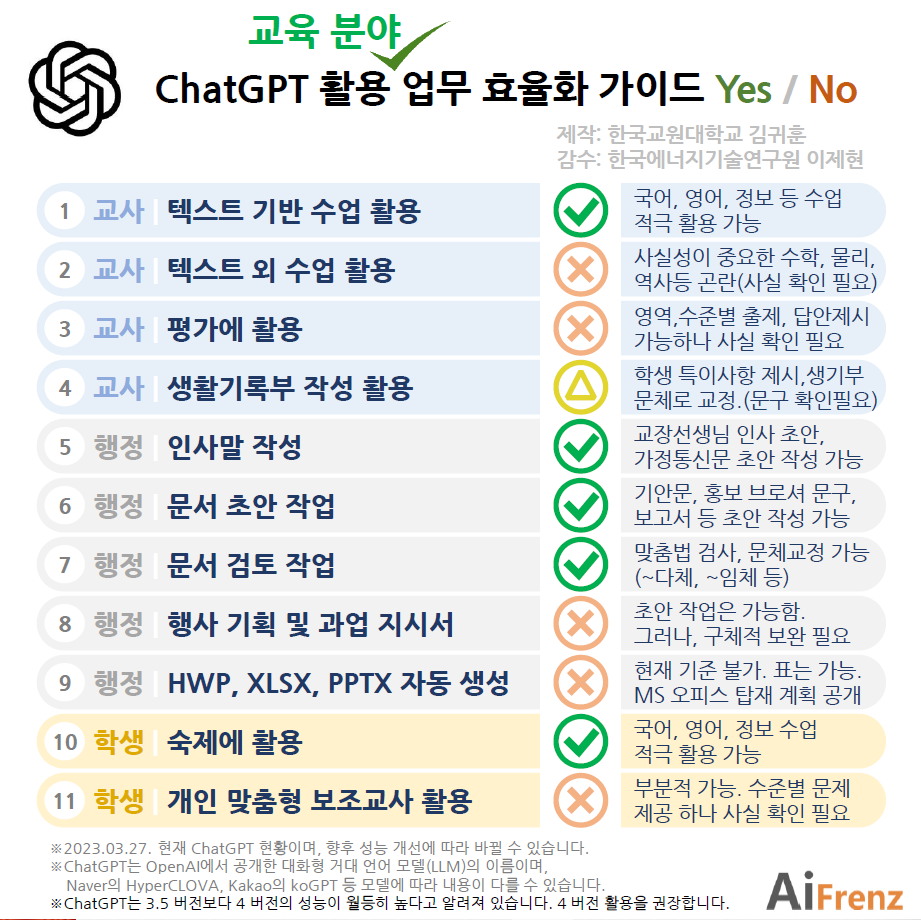 교육 분야
ChatGPT 활용 업무 효율화 가이드 Yes / No
제작: 한국교원대학교 김귀훈
감수: 한국에너지기술연구원 이제현
1 교사 텍스트 기반 수업 활용
국어, 영어, 정보 등 수업
적극 활용 가능
2 교사 텍스트 외 수업 활용
사실성이 중요한 수학, 물리,
역사등 곤란(사실 확인 필요)
3 교사 평가에 활용
영역,수준별 출제, 답안제시
가능하나 사실 확인 필요
4 교사 생활기록부 작성 활용
학생 특이사항 제시,생기부
문체로 교정.(문구 확인필요)
5 행정 인사말 작성
교장선생님 인사 초안,
가정통신문 초안 작성 가능
6 행정 문서 초안 작업
기안문, 홍보 브로셔 문구,
보고서 등 초안 작성 가능
7 행정 문서 검토 작업
맞춤법 검사, 문체교정 가능
(~다체, ~임체 등)
8 행정 행사 기획 및 과업 지시서
초안 작업은 가능함.
그러나, 구체적 보완 필요
9 행정 HWP, XLSX, PPTX 자동 생성
현재 기준 불가. 표는 가능.
MS 오피스 탑재 계획 공개
10 학생 숙제에 활용
국어, 영어, 정보 수업
적극 활용 가능
11 학생 개인 맞춤형 보조교사 활용
부분적 가능. 수준별 문제
제공 하나 사실 확인 필요
※2023.03.27. 현재 ChatGPT 현황이며, 향후 성능 개선에 따라 바뀔 수 있습니다.
※ChatGPT는 OpenAI에서 공개한 대화형 거대 언어 모델(LLM)의 이름이며,
Naver의 HyperCLOVA, Kakao의 koGPT 등 모델에 따라 내용이 다를 수 있습니다.
※ChatGPT는 3.5 버전보다 4 버전의 성능이 월등히 높다고 알려져 있습니다. 4 버전 활용을 권장합니다.
AiFrenz